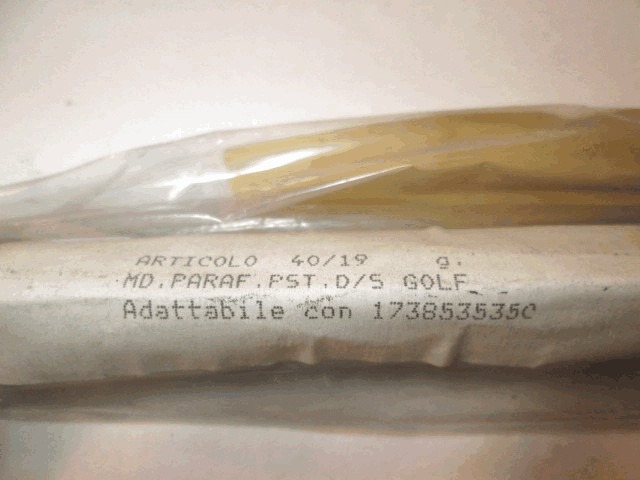 ARTICOLO 40/19 g.
MD.PARAF.PST.D/S GOLF
Adattabile con 173853535C